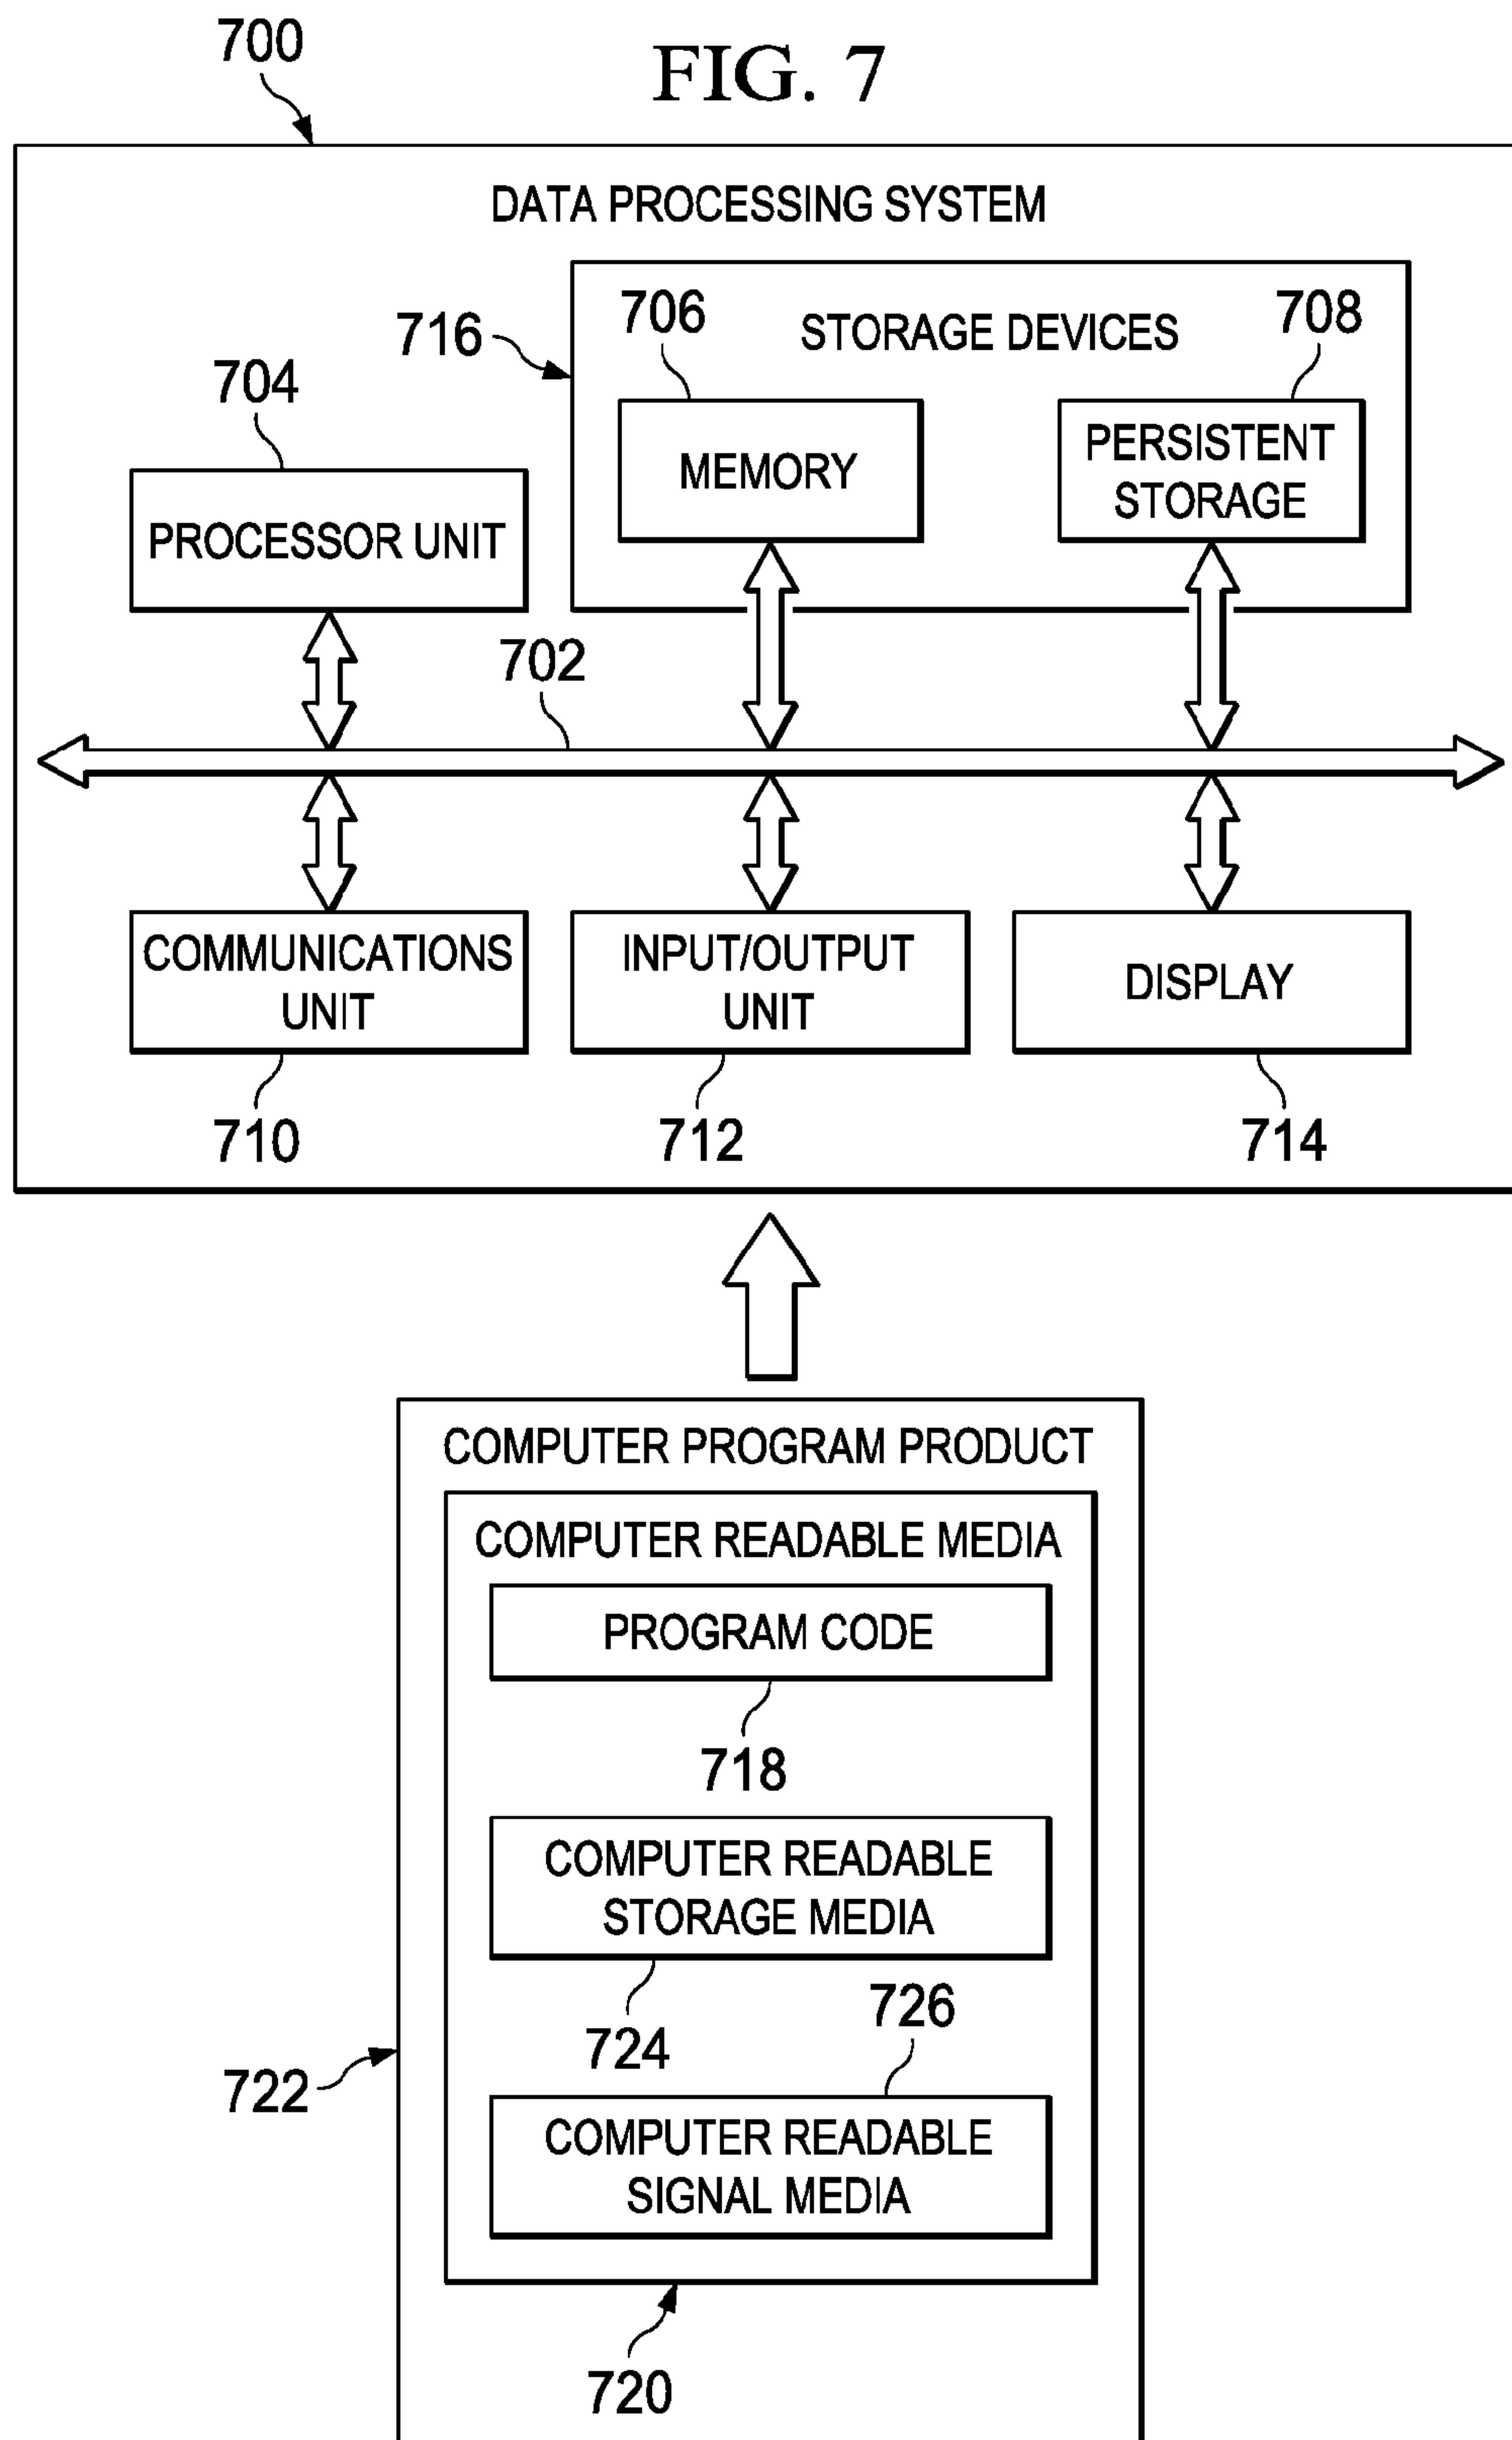 700
FIG. 7
DATA PROCESSING SYSTEM
716
706
STORAGE DEVICES
708
704
MEMORY
PERSISTENT
STORAGE
PROCESSOR UNIT
702
COMMUNICATIONS
UNIT
INPUT/OUTPUT
UNIT
DISPLAY
710
712
714
COMPUTER PROGRAM PRODUCT
COMPUTER READABLE MEDIA
PROGRAM CODE
718
COMPUTER READABLE
STORAGE MEDIA
724
726
722
COMPUTER READABLE
SIGNAL MEDIA
720